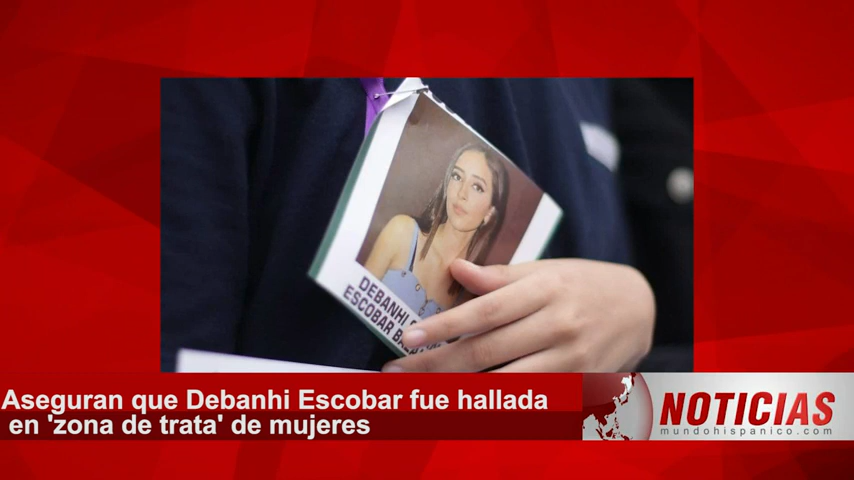 DEBANHI
ESCOBAR
Aseguran que Debanhi Escobar fue hallada
en 'zona de trata' de mujeres
NOTICIAS
mundohispanico.com